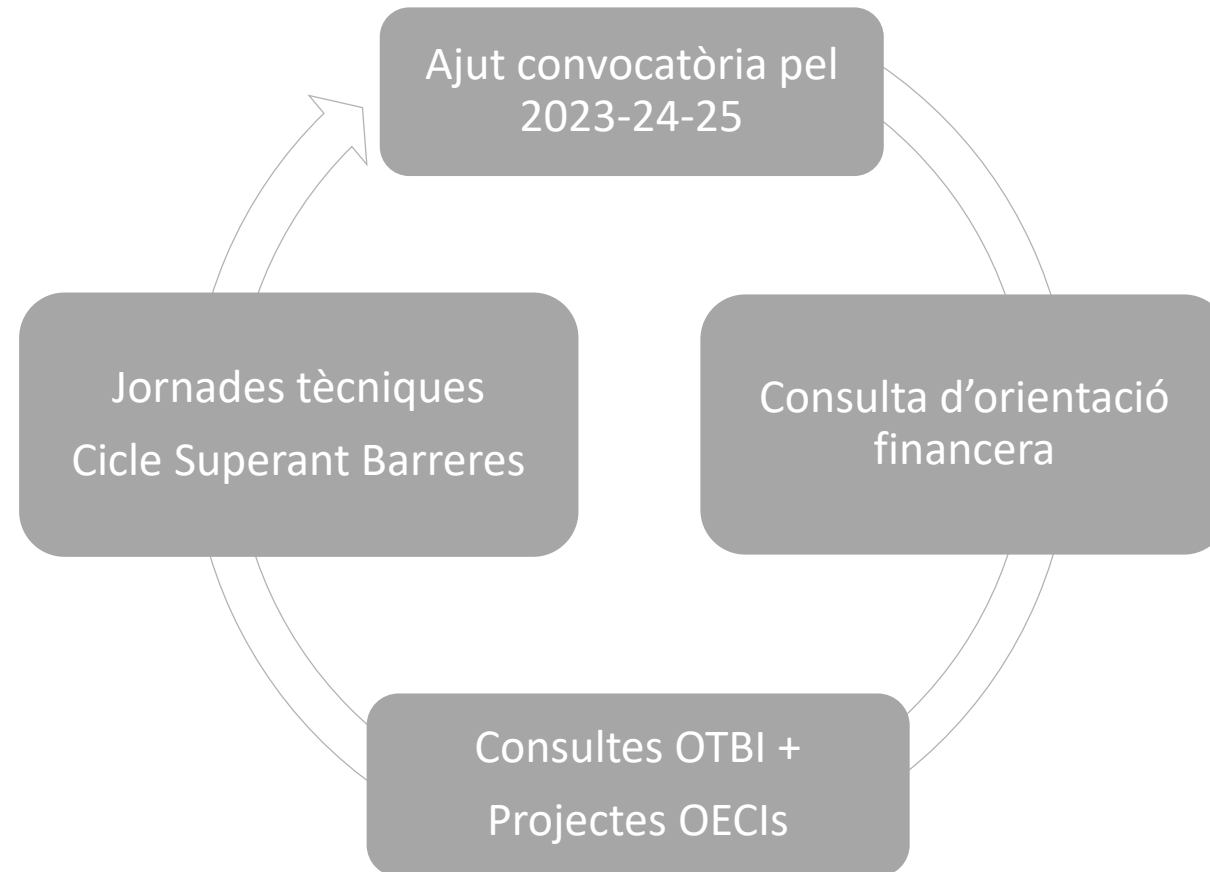 Ajut convocatòria pel
2023-24-25
Consulta d’orientació
financera
Consultes OTBI +
Projectes OECIs
Jornades tècniques
Cicle Superant Barreres